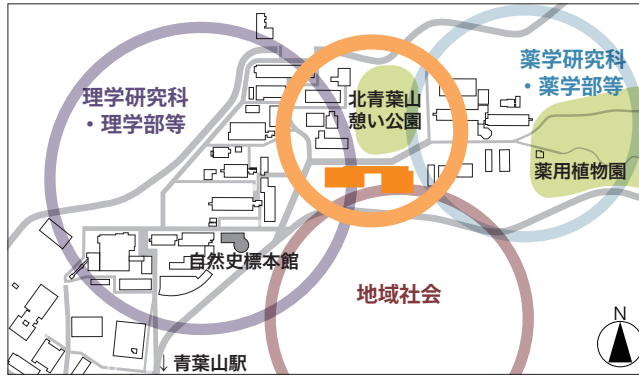 理学研究科
・理学部等
北青葉山
憩い公園
薬学研究科
・薬学部等
薬用植物園
自然史標本館
地域社会
↓青葉山駅
N